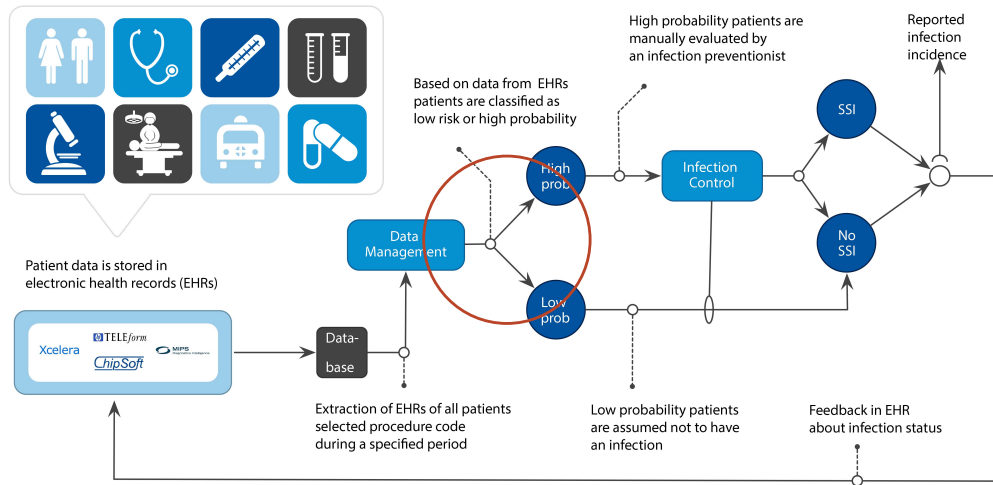 High probability patients are
manually evaluated by
an infection preventionist
Reported
infection
incidence
Based on data from EHRs
patients are classified as
low risk or high probability
SSI
High
prob
Infection
Control
Data
Management
No
SSI
Patient data is stored in
electronic health records (EHRs)
Low
prob
Xcelera
TELEform
ChipSoft
MIPS
Diagnostics Intelligence
Data-
base
Extraction of EHRs of all patients
selected procedure code
during a specified period
Low probability patients
are assumed not to have
an infection
Feedback in EHR
about infection status